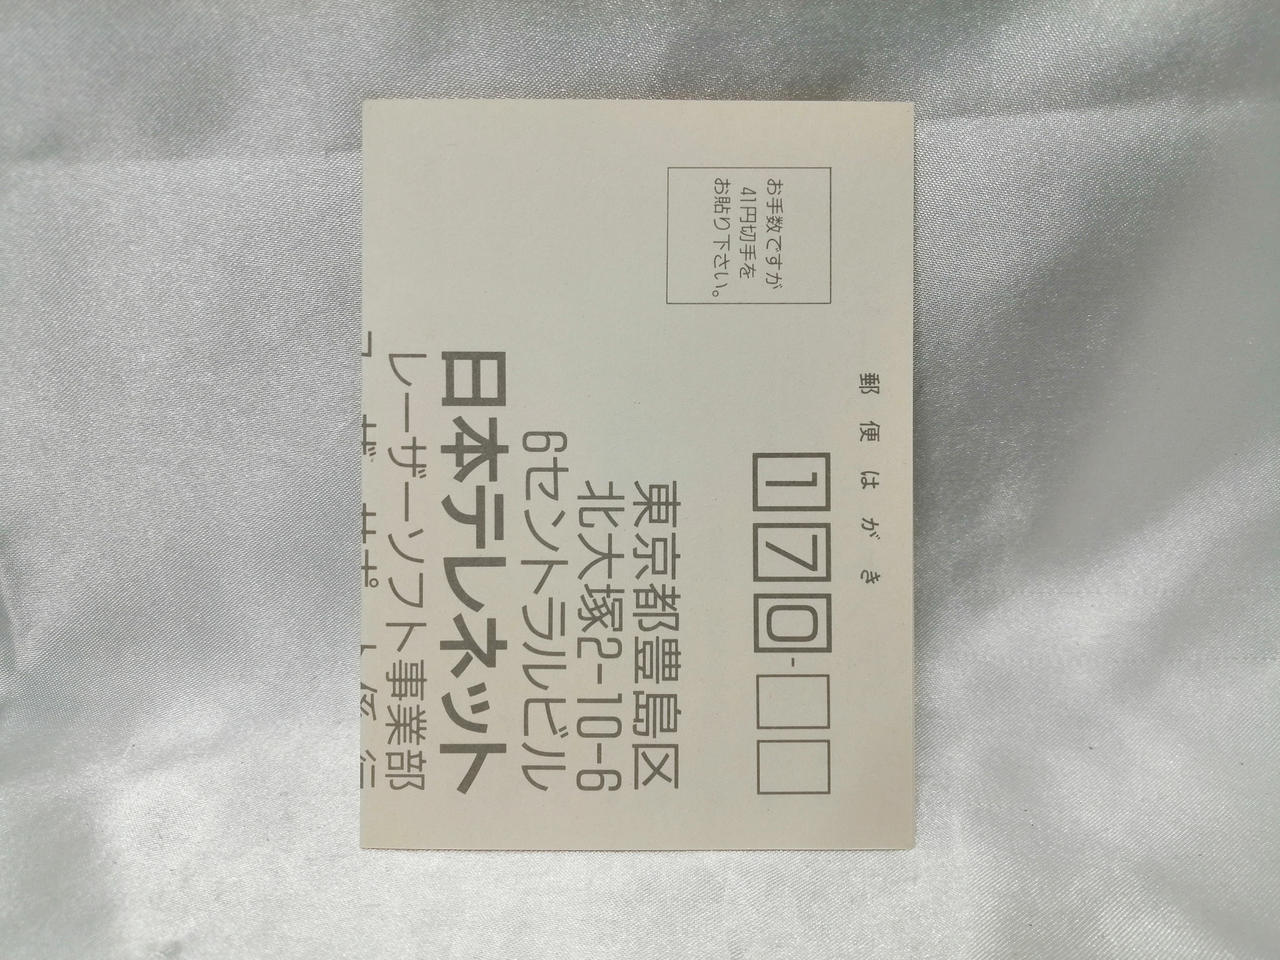 郵便はがき
お手数ですが
41円切手を
お貼り下さい。
170-
東京都豊島区
北大塚2-10-6
6セントラルビル
日本テレネット
レーザーソフト事業部